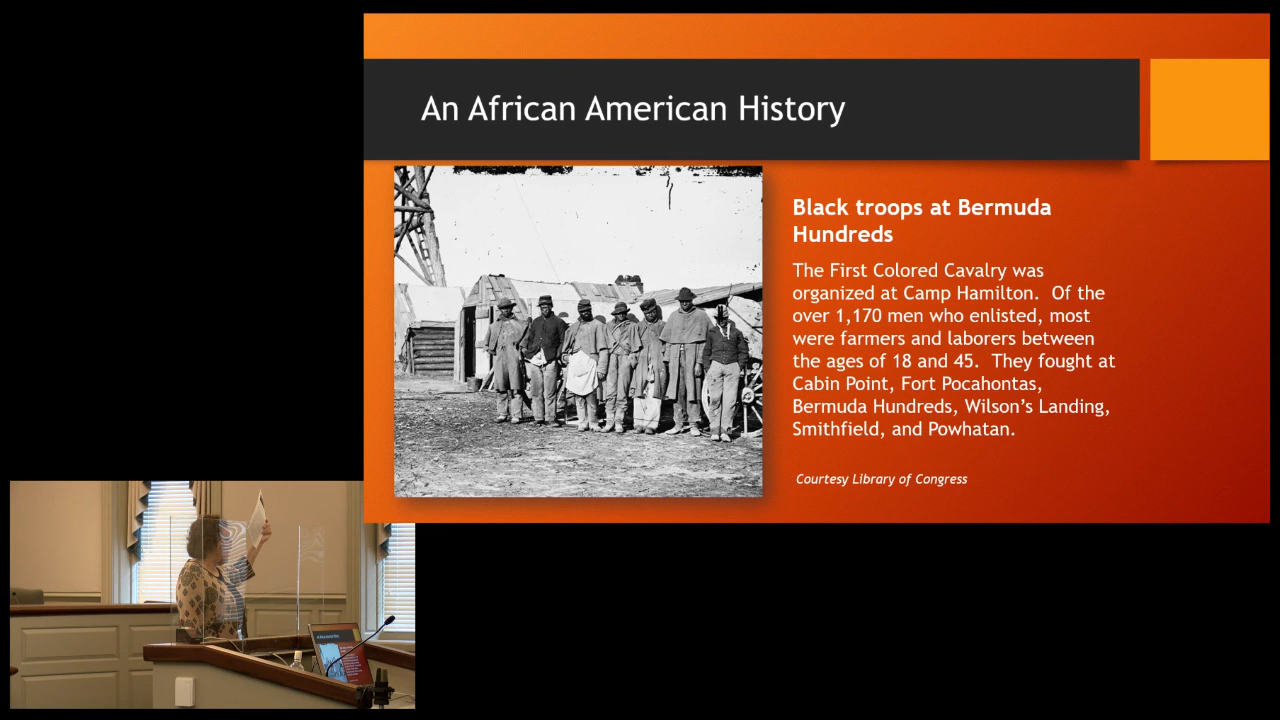 An African American History
Black troops at Bermuda
Hundreds
The First Colored Cavalry was
organized at Camp Hamilton.  Of the
over 1,170 men who enlisted, most
were farmers and laborers between
the ages of 18 and 45.  They fought at
Cabin Point, Fort Pocahontas,
Bermuda Hundreds, Wilson’s Landing,
Smithfield, and Powhatan.
Courtesy Library of Congress